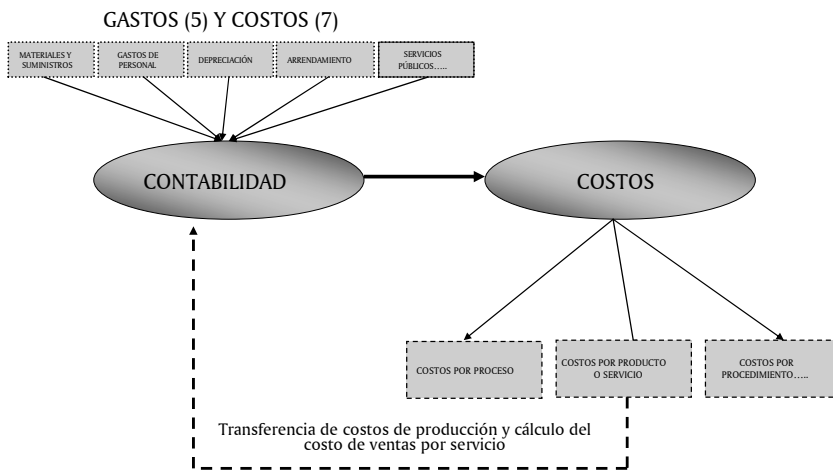 GASTOS (5) Y COSTOS (7)
MATERIALES Y
SUMINISTROS
GASTOS DE
PERSONAL
DEPRECIACIÓN
ARRENDAMIENTO
SERVICIOS
PÚBLICOS.....
CONTABILIDAD
COSTOS
COSTOS POR PROCESO
COSTOS POR PRODUCTO
O SERVICIO
COSTOS POR
PROCEDIMIENTO.....
Transferencia de costos de producción y cálculo del
costo de ventas por servicio